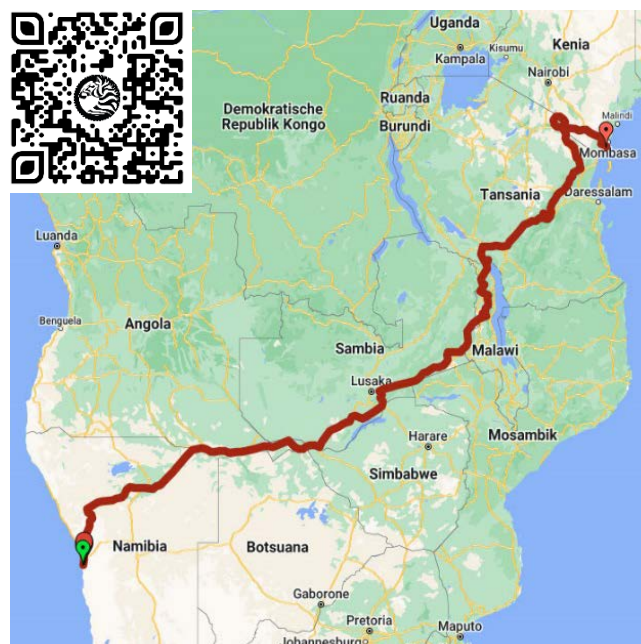 Uganda
Kampala
Kisumu
Kenia
Nairobi
Demokratische
Republik Kongo
Ruanda
Burundi
Malindi
Mombasa
Tansania
Daressalam
Luanda
Benguela
Angola
Sambia
Malawi
Lusaka
Mosambik
Harare
Simbabwe
Namibia
Botsuana
Gaborone
Pretoria
Johannesburg
Maputo